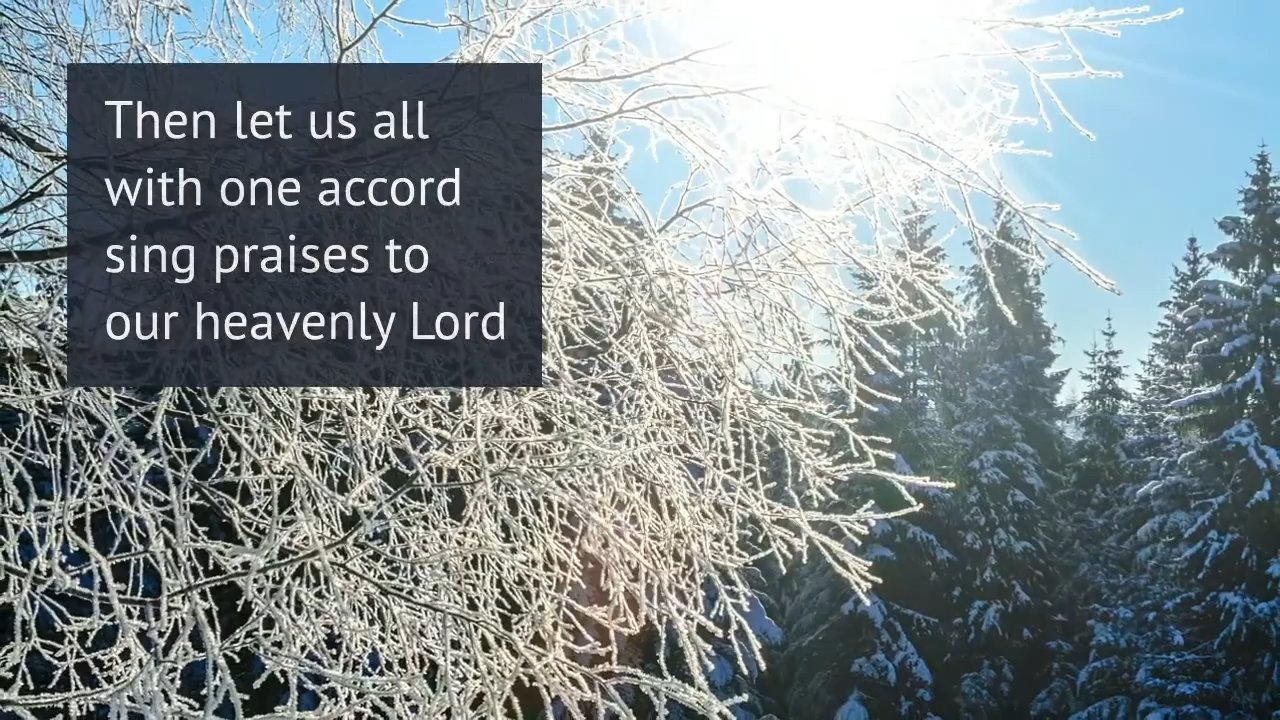 Then let us all
with one accord
sing praises to
our heavenly Lord